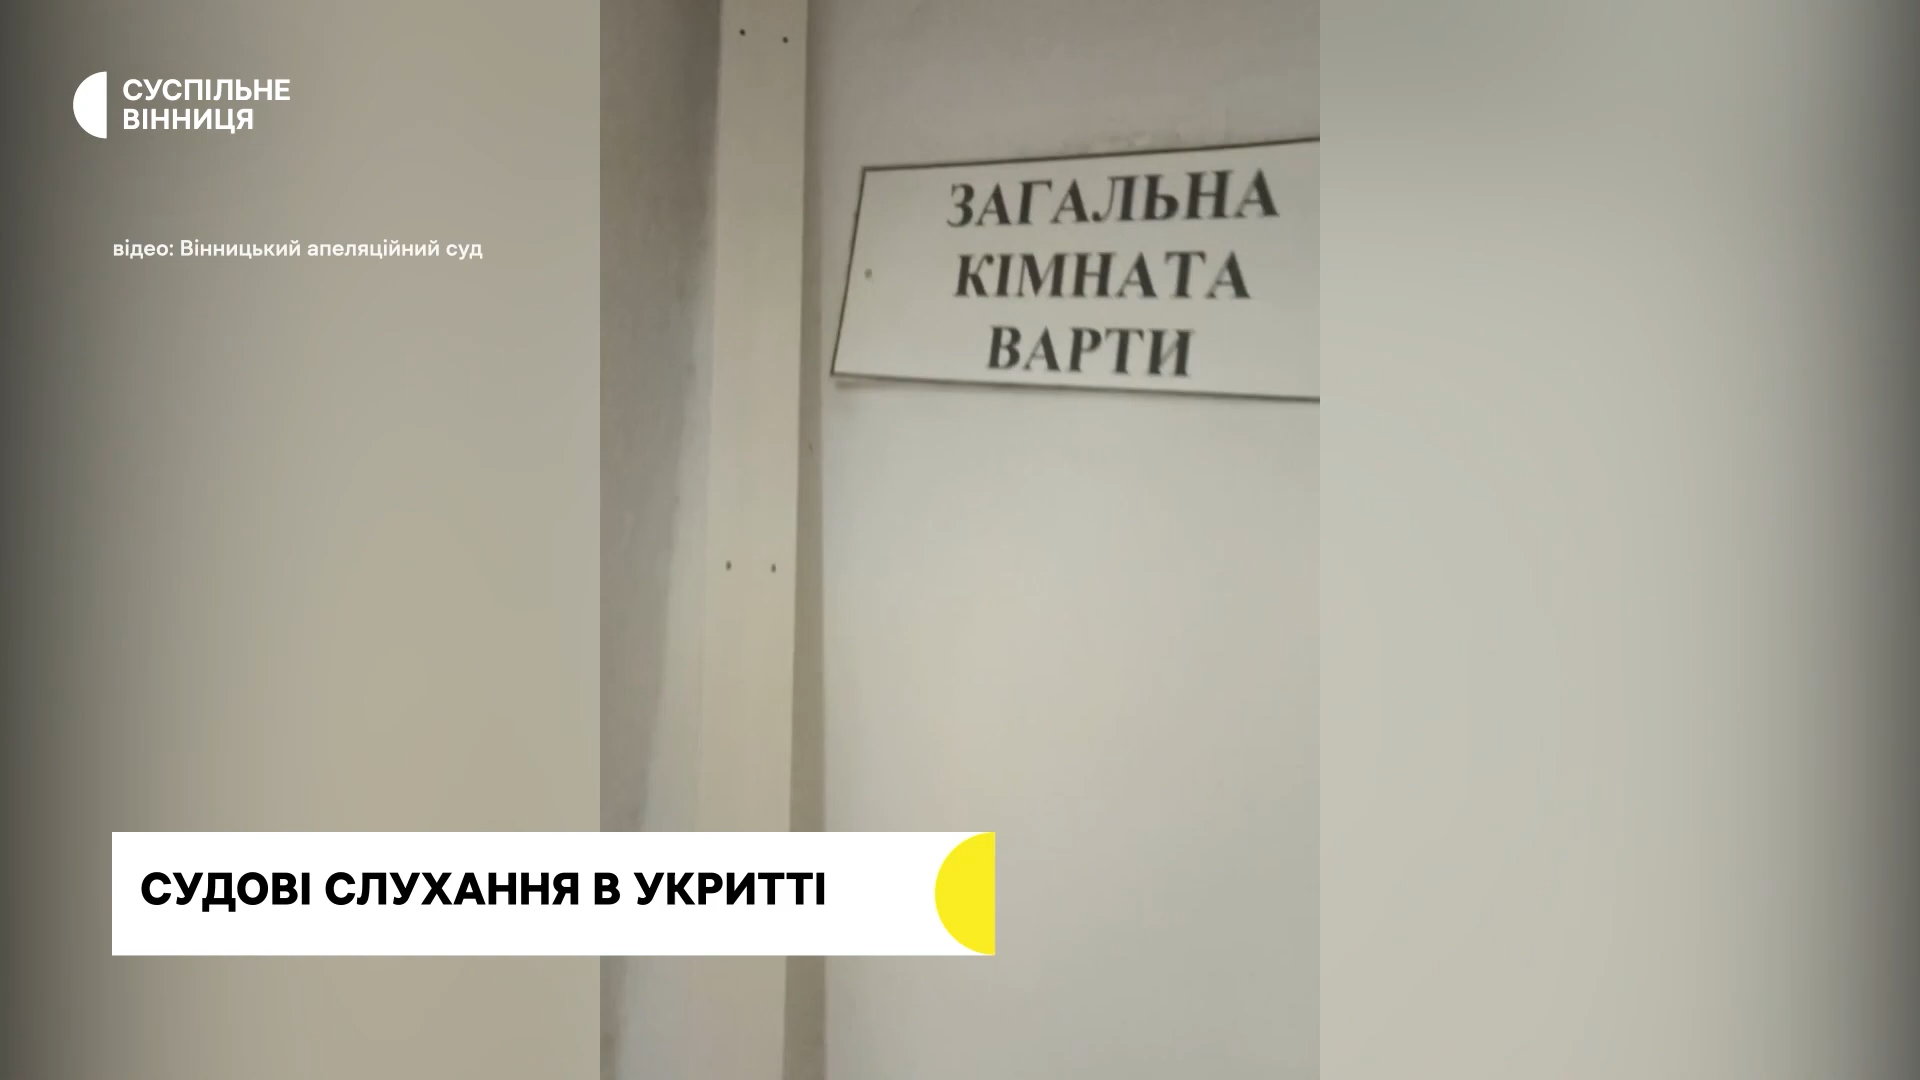 СУСПІЛЬНЕ
ВІННИЦЯ
відео: Вінницький апеляційний суд
ЗАГАЛЬНА
КІМНАТА
ВАРТИ
СУДОВІ СЛУХАННЯ В УКРИТТІ